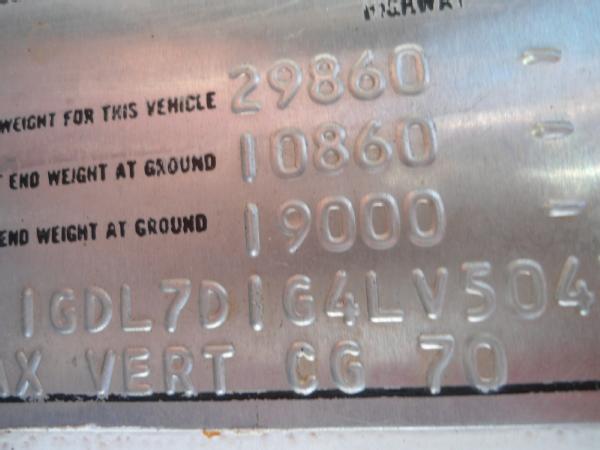 HIGHWAY
WEIGHT FOR THIS VEHICLE 29860 -
END WEIGHT AT GROUND 10860 -
END WEIGHT AT GROUND 19000 -
1GDL7D1G4LV504
AX VERT CG 70